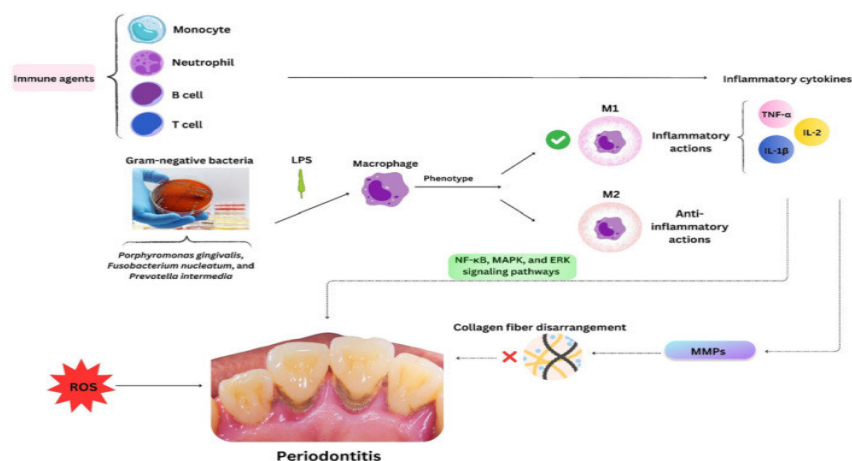 Monocyte
Neutrophil
Immune agents
B cell
T cell
Inflammatory cytokines
TNF-α
IL-2
IL-1β
M1
Inflammatory
actions
Gram-negative bacteria
LPS
Macrophage
Phenotype
M2
Anti-
inflammatory
actions
Porphyromonas gingivalis,
Fusobacterium nucleatum, and
Prevotella intermedia
NF-κB, MAPK, and ERK
signaling pathways
Collagen fiber disarrangement
MMPs
ROS
Periodontitis